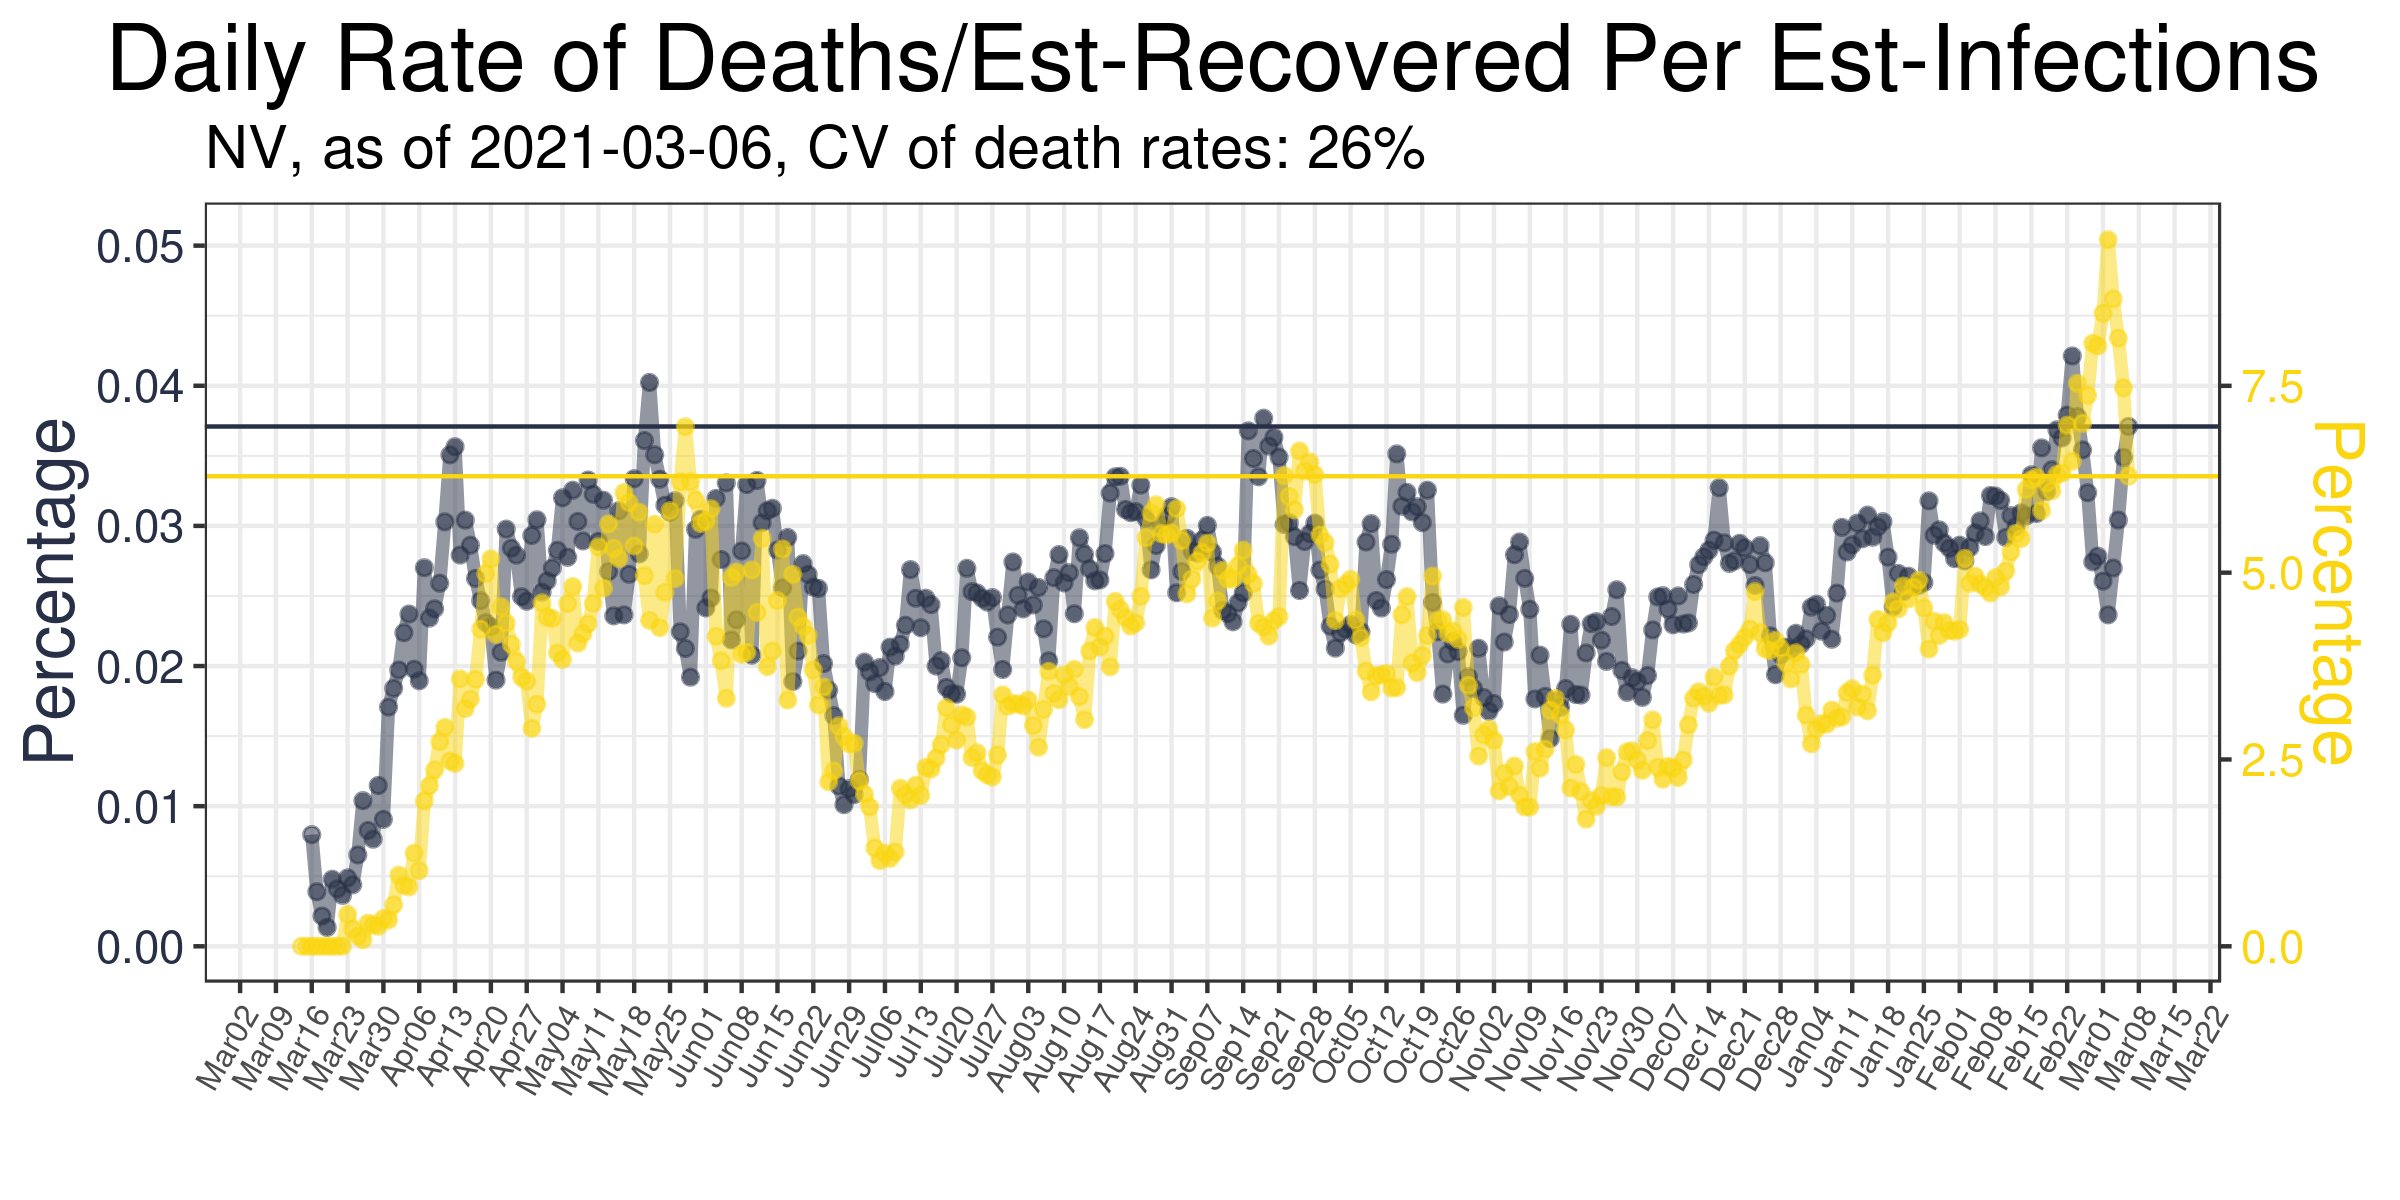 Daily Rate of Deaths/Est-Recovered Per Est-Infections
NV, as of 2021-03-06, CV of death rates: 26%
Percentage
0.05
0.04
0.03
0.02
0.01
0.00
7.5
5.0
2.5
0.0
Percentage
Mar02
Mar09
Mar16
Mar23
Mar30
Apr06
Apr13
Apr20
Apr27
May04
May11
May18
May25
Jun01
Jun08
Jun15
Jun22
Jun29
Jul06
Jul13
Jul20
Jul27
Aug03
Aug10
Aug17
Aug24
Aug31
Sep07
Sep14
Sep21
Sep28
Oct05
Oct12
Oct19
Oct26
Nov02
Nov09
Nov16
Nov23
Nov30
Dec07
Dec14
Dec21
Dec28
Dec04
Jan11
Jan18
Jan25
Feb01
Feb08
Feb15
Feb22
Mar01
Mar08
Mar15
Mar22